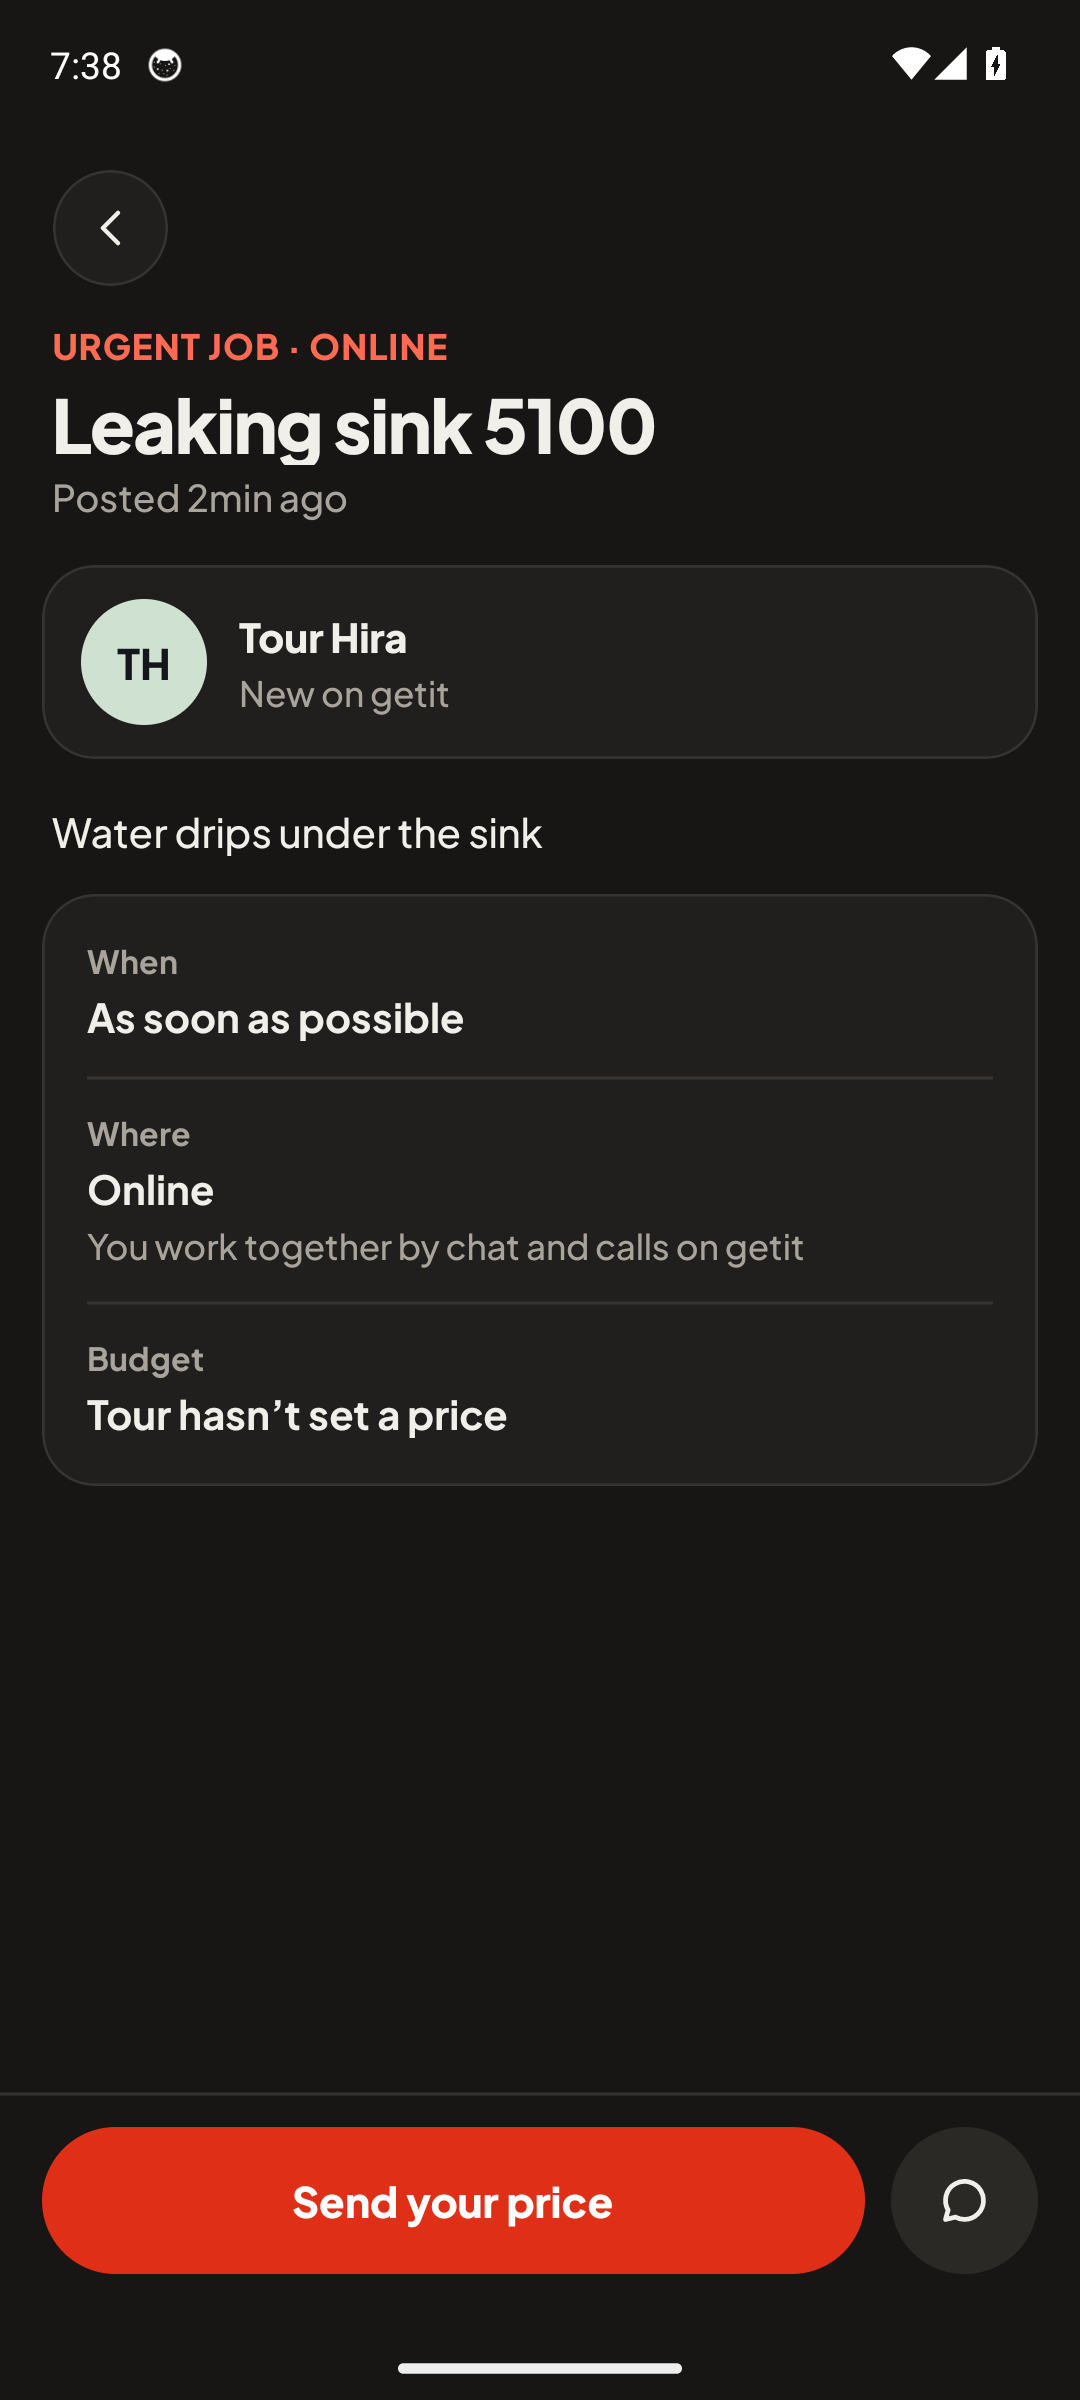 7:38
URGENT JOB · ONLINE
Leaking sink 5100
Posted 2min ago
TH
Tour Hira
New on getit
Water drips under the sink
When
As soon as possible
Where
Online
You work together by chat and calls on getit
Budget
Tour hasn’t set a price
Send your price